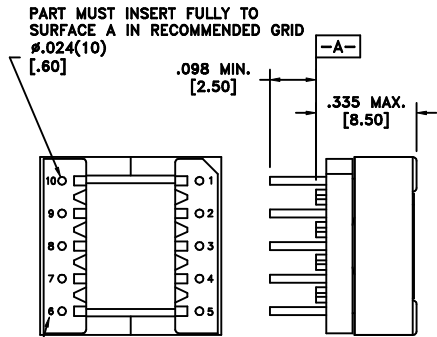 PART MUST INSERT FULLY TO
SURFACE A IN RECOMMENDED GRID
ø.024(10)
[.60]
-A-
.098 MIN.
[2.50]
.335 MAX.
[8.50]
10 1
9 2
8 3
7 4
6 5